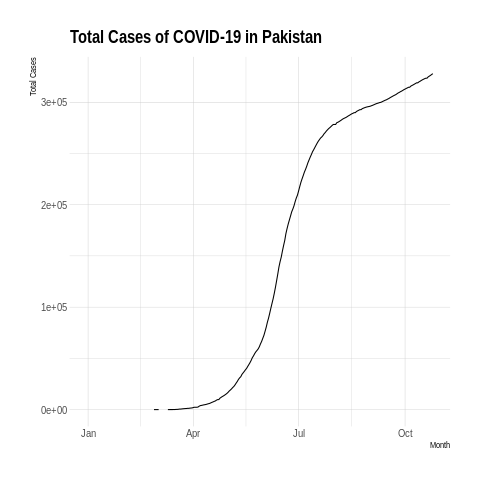 Total Cases of COVID-19 in Pakistan
Total Cases
3e+05
2e+05
1e+05
0e+00
Jan Apr Jul Oct
Month